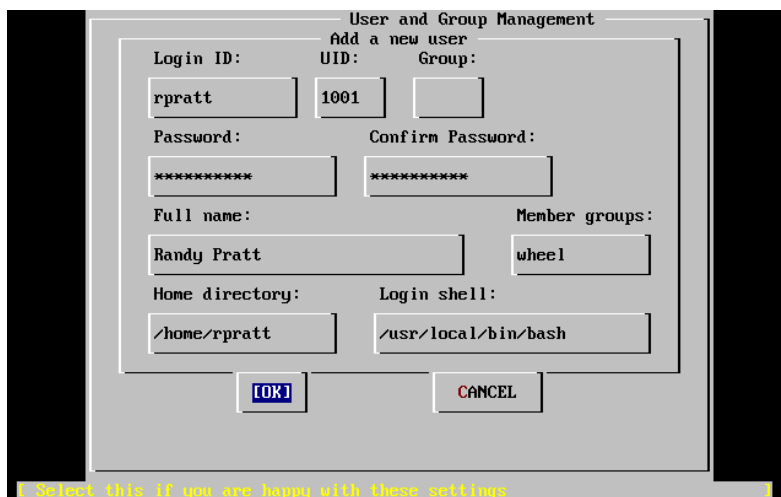 User and Group Management
Add a new user
Login ID: UID: Group:
rpratt 1001
Password: Confirm Password:
********** **********
Full name: Member groups:
Randy Pratt wheel
Home directory: Login shell:
/home/rpratt /usr/local/bin/bash
[OK] CANCEL
[ Select this if you are happy with these settings ]